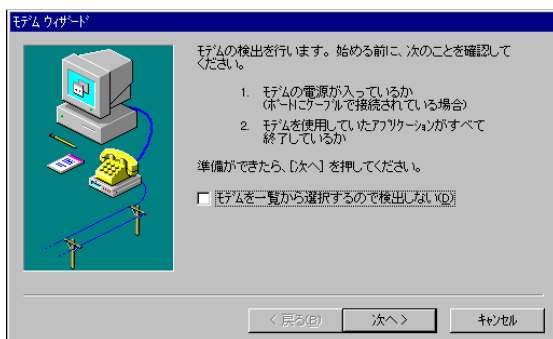 モデム ウィザード
モデムの検出を行います。始める前に、次のことを確認して
ください。
1. モデムの電源が入っているか
(ポートにケーブルで接続されている場合)
2. モデムを使用していたアプリケーションがすべて
終了しているか
準備ができたら、[次へ] を押してください。
モデムを一覧から選択するので検出しない(D)
< 戻る(B)
次へ >
キャンセル